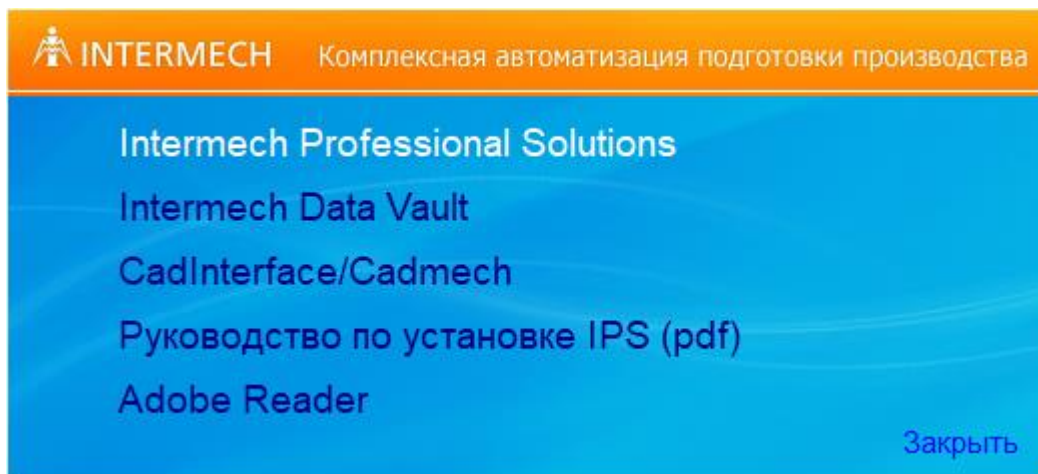 INTERMECH Комплексная автоматизация подготовки производства
Intermech Professional Solutions
Intermech Data Vault
CadInterface/Cadmech
Руководство по установке IPS (pdf)
Adobe Reader
Закрыть